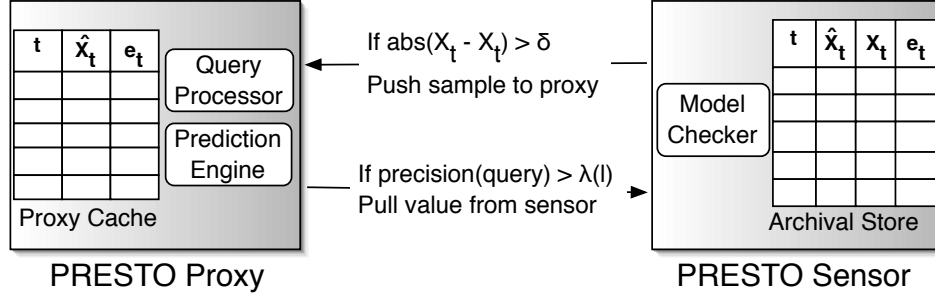 t X̂t et
Query
Processor
Prediction
Engine
Proxy Cache
PRESTO Proxy
If abs(Xt - Xt) > δ
Push sample to proxy
If precision(query) > λ(l)
Pull value from sensor
t X̂t Xt et
Model
Checker
Archival Store
PRESTO Sensor